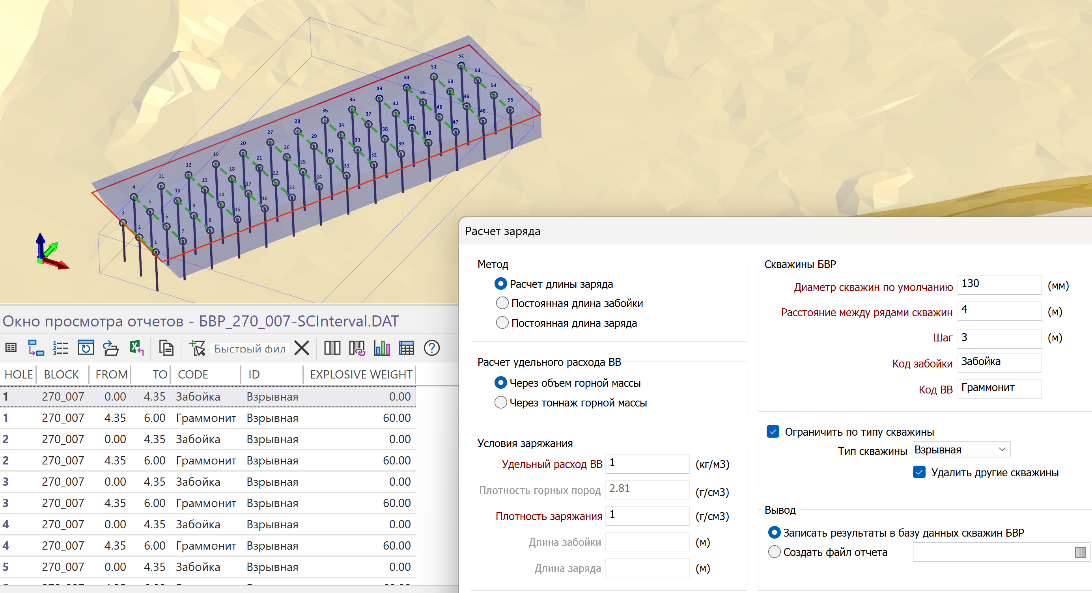 Расчет заряда
Метод
Расчет длины заряда
Постоянная длина забойки
Постоянная длина заряда
Расчет удельного расхода ВВ
Через объем горной массы
Через тоннаж горной массы
Условия заряжания
Удельный расход ВВ 1 (кг/м3)
Плотность горных пород 2.81 (г/см3)
Плотность заряжания 1 (г/см3)
Длина забойки (м)
Длина заряда (м)
Скважины БВР
Диаметр скважин по умолчанию 130 (мм)
Расстояние между рядами скважин 4 (м)
Шаг 3 (м)
Код забойки Забойка
Код ВВ Граммонит
Ограничить по типу скважины
Тип скважины Взрывная
Удалить другие скважины
Вывод
Записать результаты в базу данных скважин БВР
Создать файл отчета
Окно просмотра отчетов - БВР_270_007-SCInterval.DAT
Быстрый фил
HOLE BLOCK FROM TO CODE ID EXPLOSIVE WEIGHT
1 270_007 0.00 4.35 Забойка Взрывная 0.00
1 270_007 4.35 6.00 Граммонит Взрывная 60.00
2 270_007 0.00 4.35 Забойка Взрывная 0.00
2 270_007 4.35 6.00 Граммонит Взрывная 60.00
3 270_007 0.00 4.35 Забойка Взрывная 0.00
3 270_007 4.35 6.00 Граммонит Взрывная 60.00
4 270_007 0.00 4.35 Забойка Взрывная 0.00
4 270_007 4.35 6.00 Граммонит Взрывная 60.00
5 270_007 0.00 4.35 Забойка Взрывная 0.00